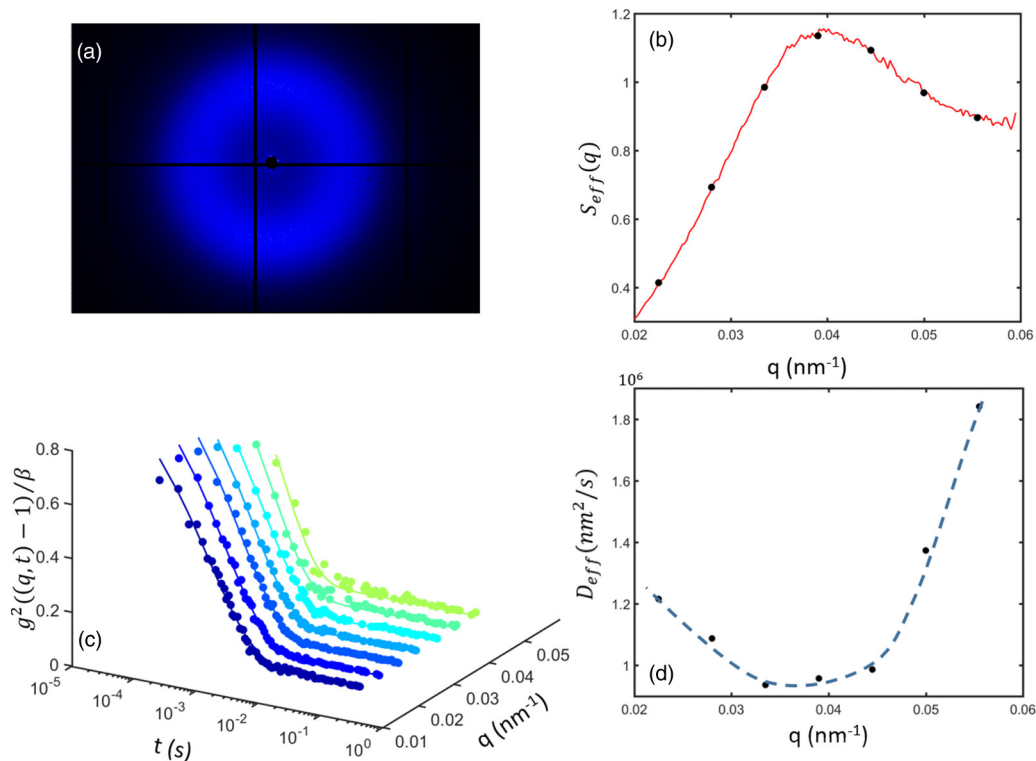 (a)
(b)
1.2
1
0.8
0.6
0.4
S_eff(q)
0.02 0.03 0.04 0.05 0.06
q (nm⁻¹)
(c)
0.8
0.6
0.4
0.2
0
g²((q,t) − 1)/β
10⁻⁵ 10⁻⁴ 10⁻³ 10⁻² 10⁻¹ 10⁰
t (s)
0.01 0.02 0.03 0.04 0.05
q (nm⁻¹)
(d)
10⁶
1.8
1.6
1.4
1.2
1
D_eff(nm²/s)
0.02 0.03 0.04 0.05 0.06
q (nm⁻¹)